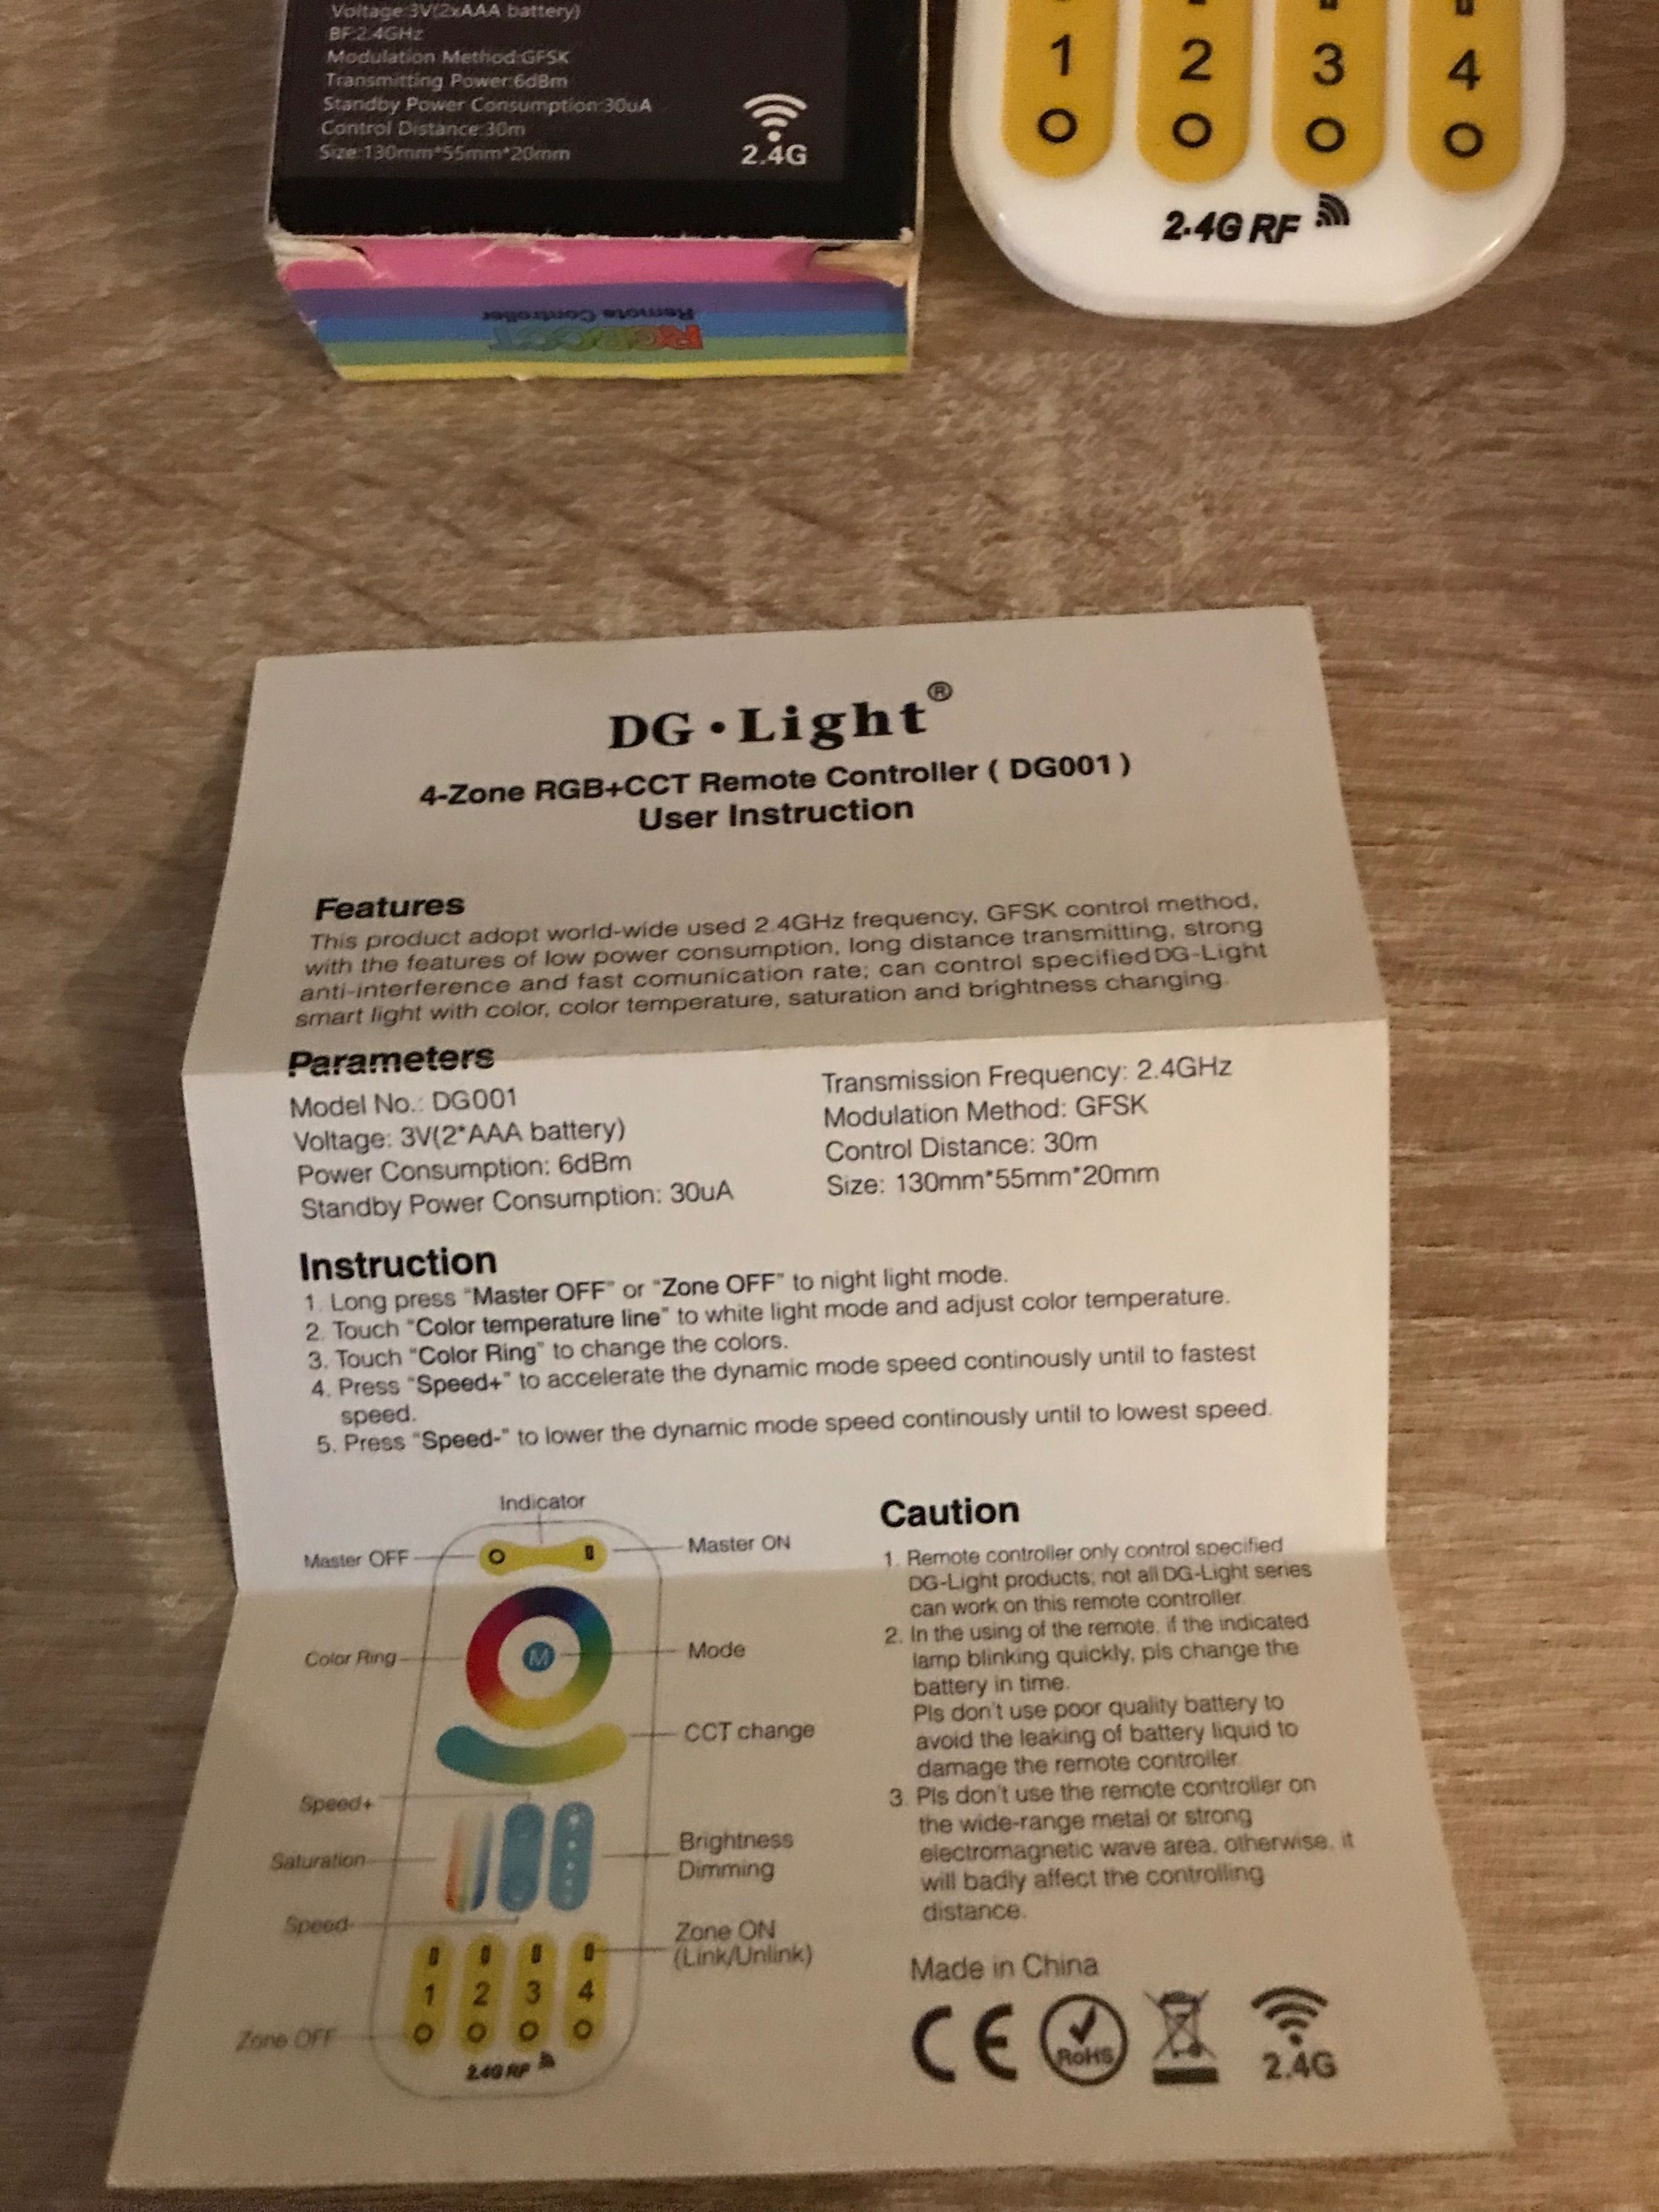 Voltage:3V(2xAAA battery)
BF:2.4GHz
Modulation Method:GFSK
Transmitting Power:6dBm
Standby Power Consumption:30uA
Control Distance:30m
Size:130mm*55mm*20mm
2.4G
RGB+CCT
Remote Controller
1 2 3 4
2.4G RF
DG·Light®
4-Zone RGB+CCT Remote Controller ( DG001 )
User Instruction
Features
This product adopt world-wide used 2.4GHz frequency, GFSK control method,
with the features of low power consumption, long distance transmitting, strong
anti-interference and fast comunication rate; can control specified DG-Light
smart light with color, color temperature, saturation and brightness changing.
Parameters
Model No.: DG001
Voltage: 3V(2*AAA battery)
Power Consumption: 6dBm
Standby Power Consumption: 30uA
Transmission Frequency: 2.4GHz
Modulation Method: GFSK
Control Distance: 30m
Size: 130mm*55mm*20mm
Instruction
1. Long press “Master OFF” or “Zone OFF” to night light mode.
2. Touch “Color temperature line” to white light mode and adjust color temperature.
3. Touch “Color Ring” to change the colors.
4. Press “Speed+” to accelerate the dynamic mode speed continously until to fastest
speed.
5. Press “Speed-” to lower the dynamic mode speed continously until to lowest speed.
Indicator
Master OFF
Master ON
Color Ring
M
Mode
CCT change
Speed+
Saturation
Brightness
Dimming
Speed-
Zone ON
(Link/Unlink)
1 2 3 4
Zone OFF
2.4G RF
Caution
1. Remote controller only control specified
DG-Light products; not all DG-Light series
can work on this remote controller.
2. In the using of the remote, if the indicated
lamp blinking quickly, pls change the
battery in time.
Pls don't use poor quality battery to
avoid the leaking of battery liquid to
damage the remote controller.
3. Pls don't use the remote controller on
the wide-range metal or strong
electromagnetic wave area, otherwise, it
will badly affect the controlling
distance.
Made in China
CE
RoHS
2.4G